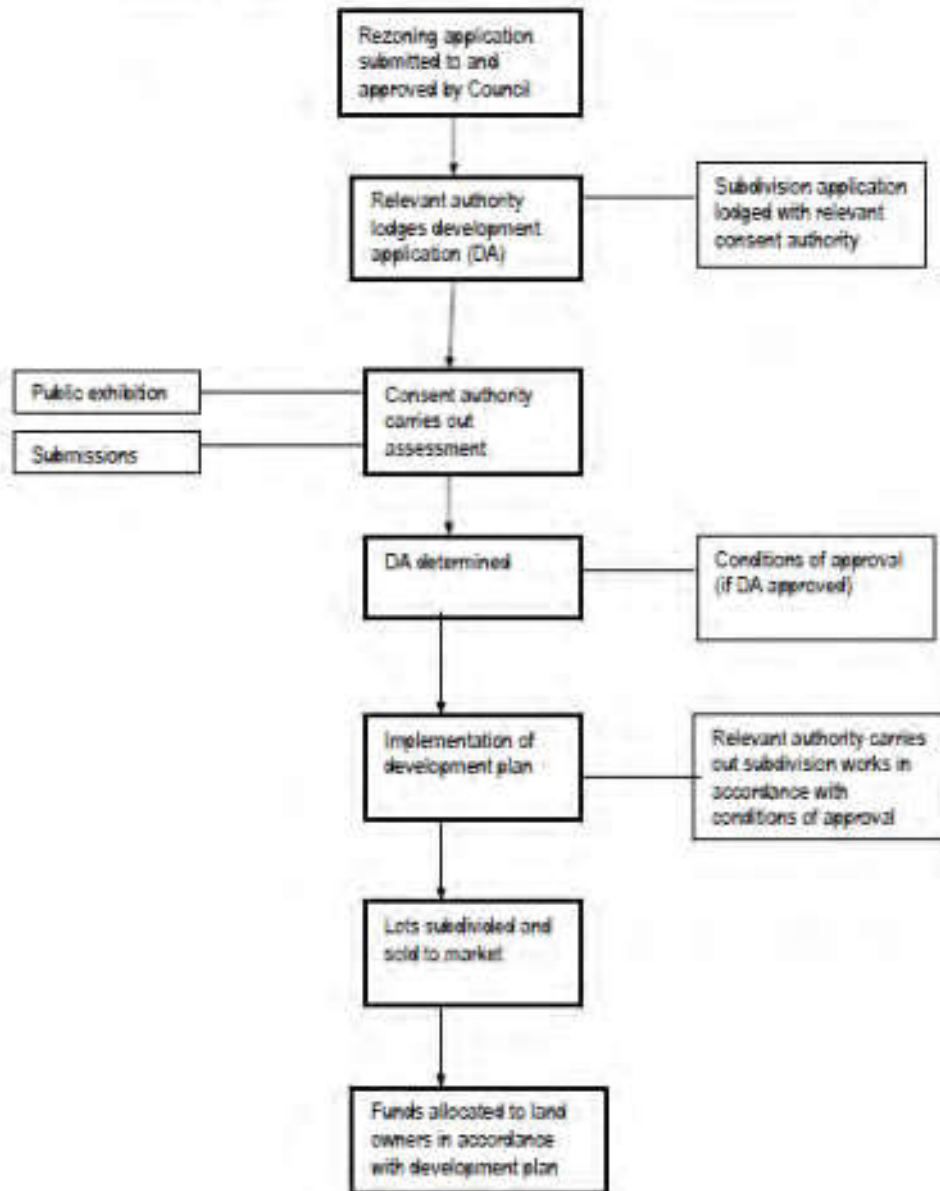 Rezoning application
submitted to and
approved by Council
Relevant authority
lodges development
application (DA)
Subdivision application
lodged with relevant
consent authority
Public exhibition
Submissions
Consent authority
carries out
assessment
DA determined
Conditions of approval
(if DA approved)
Implementation of
development plan
Relevant authority carries
out subdivision works in
accordance with
conditions of approval
Lots subdivided and
sold to market
Funds allocated to land
owners in accordance
with development plan